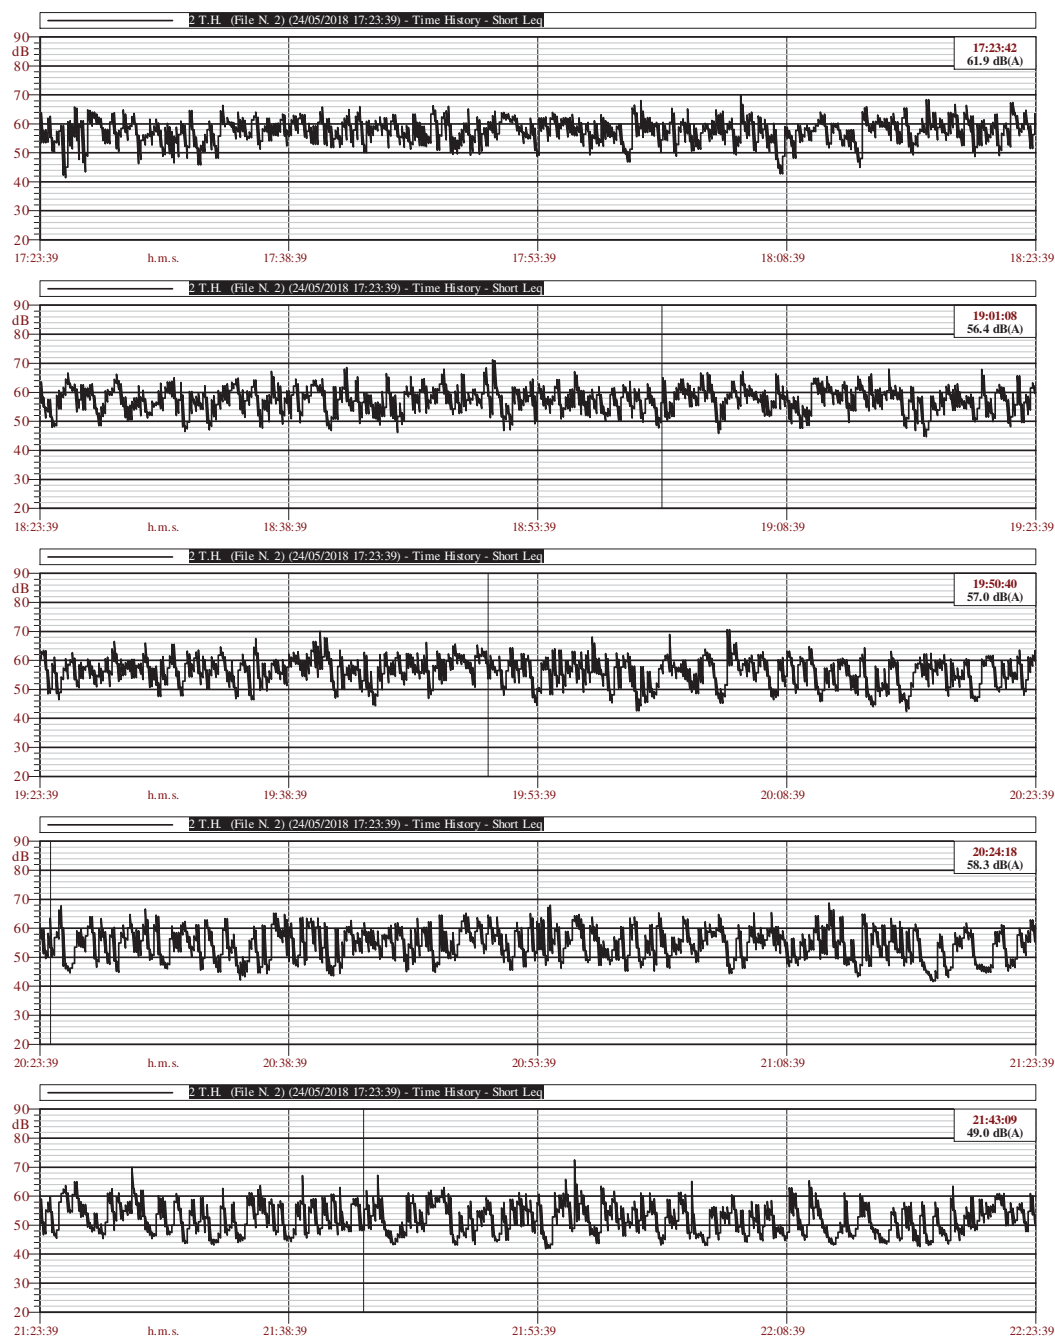 2 T.H. (File N. 2) (24/05/2018 17:23:39) - Time History - Short Leq
90
dB
80
70
60
50
40
30
20
17:23:42
61.9 dB(A)
17:23:39 h.m.s. 17:38:39 17:53:39 18:08:39 18:23:39
2 T.H. (File N. 2) (24/05/2018 17:23:39) - Time History - Short Leq
90
dB
80
70
60
50
40
30
20
19:01:08
56.4 dB(A)
18:23:39 h.m.s. 18:38:39 18:53:39 19:08:39 19:23:39
2 T.H. (File N. 2) (24/05/2018 17:23:39) - Time History - Short Leq
90
dB
80
70
60
50
40
30
20
19:50:40
57.0 dB(A)
19:23:39 h.m.s. 19:38:39 19:53:39 20:08:39 20:23:39
2 T.H. (File N. 2) (24/05/2018 17:23:39) - Time History - Short Leq
90
dB
80
70
60
50
40
30
20
20:24:18
58.3 dB(A)
20:23:39 h.m.s. 20:38:39 20:53:39 21:08:39 21:23:39
2 T.H. (File N. 2) (24/05/2018 17:23:39) - Time History - Short Leq
90
dB
80
70
60
50
40
30
20
21:43:09
49.0 dB(A)
21:23:39 h.m.s. 21:38:39 21:53:39 22:08:39 22:23:39